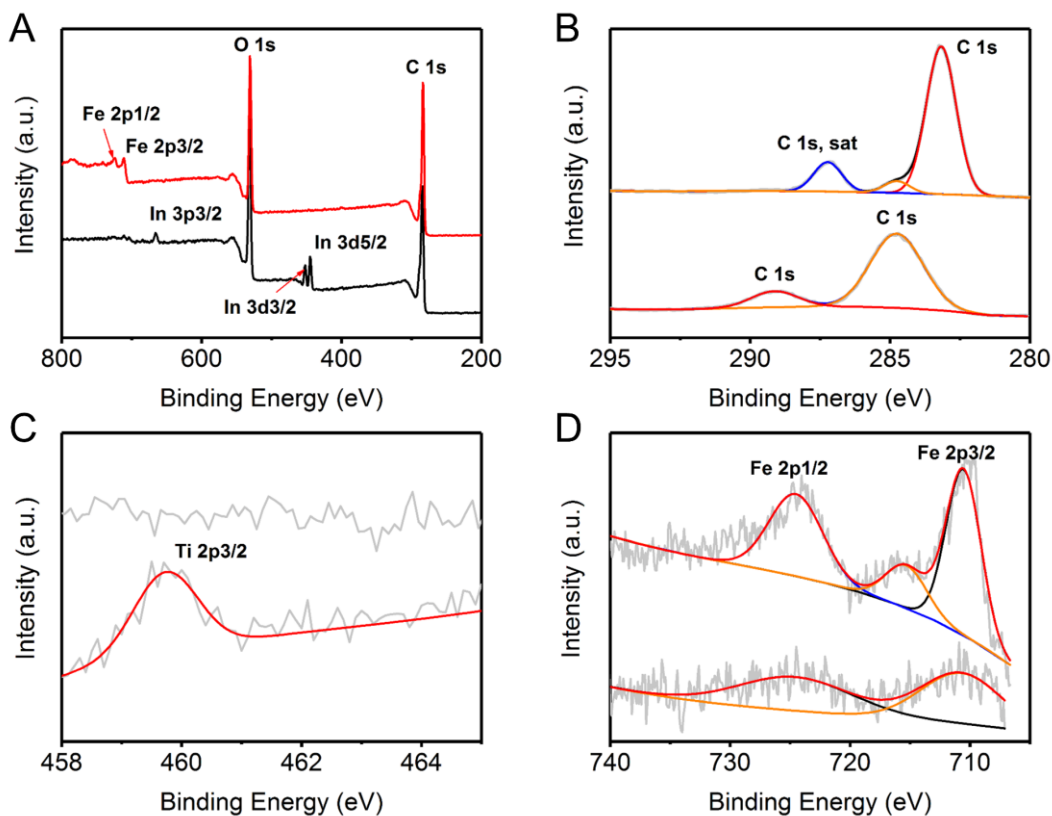 A
O 1s
C 1s
Fe 2p1/2
Fe 2p3/2
In 3p3/2
In 3d5/2
In 3d3/2
Intensity (a.u.)
800 600 400 200
Binding Energy (eV)
B
C 1s
C 1s, sat
C 1s
C 1s
Intensity (a.u.)
295 290 285 280
Binding Energy (eV)
C
Ti 2p3/2
Intensity (a.u.)
458 460 462 464
Binding Energy (eV)
D
Fe 2p3/2
Fe 2p1/2
Intensity (a.u.)
740 730 720 710
Binding Energy (eV)